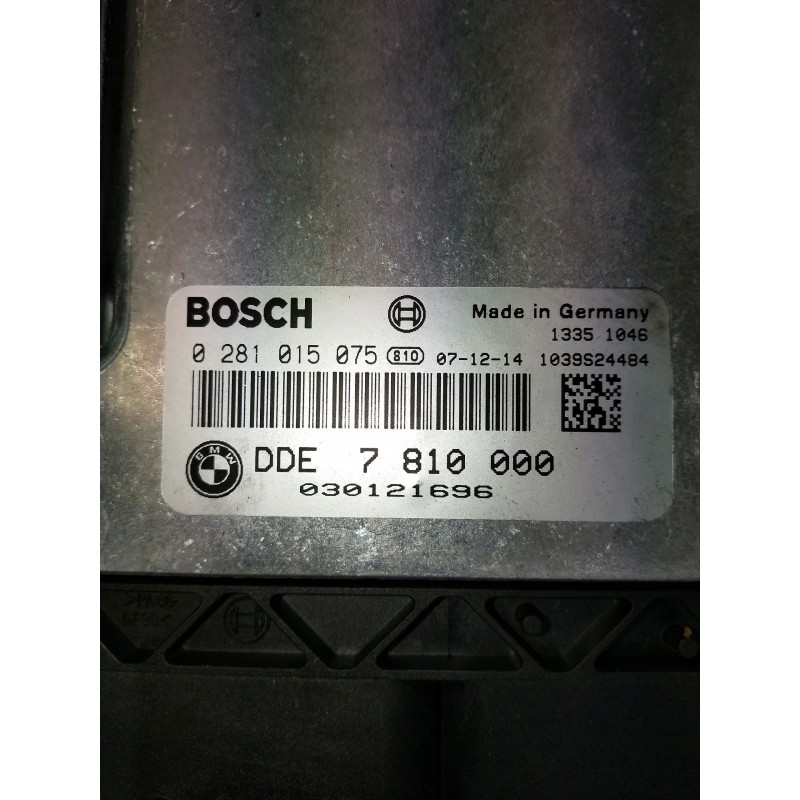 BOSCH
Made in Germany
1335 1046
0 281 015 075 810 07-12-14 1039S24484
BMW
DDE 7 810 000
030121696